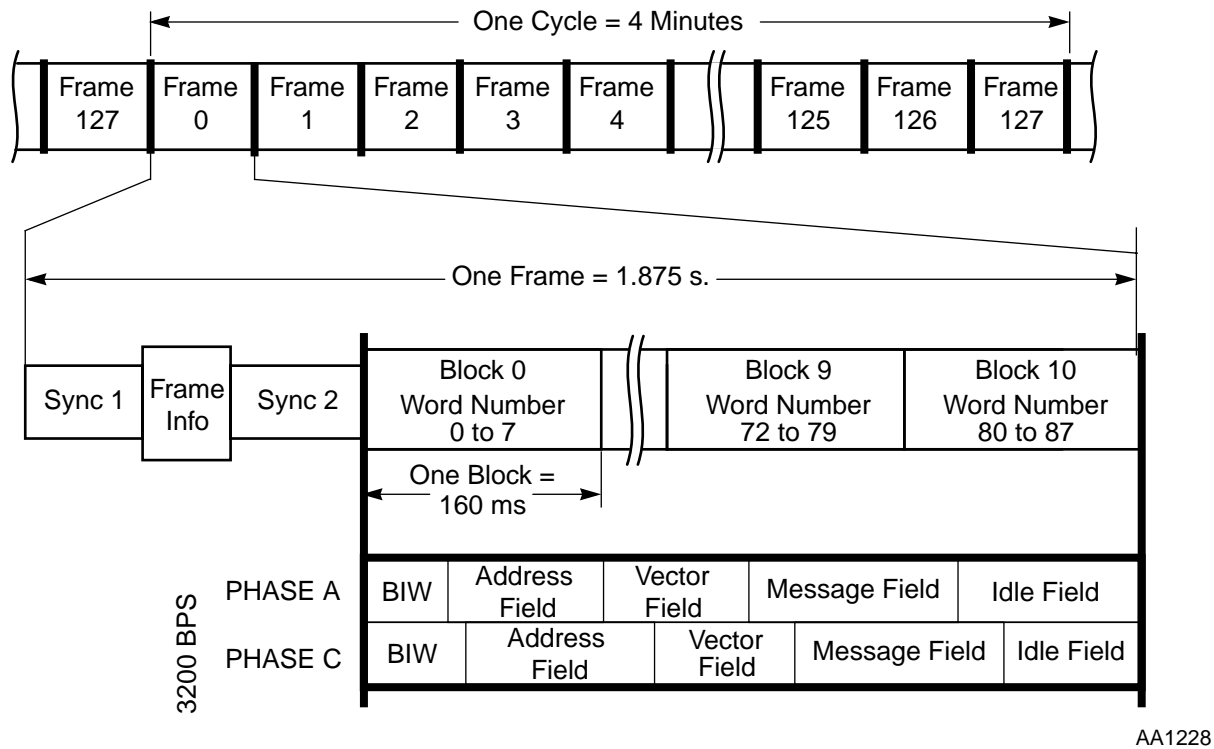 One Cycle = 4 Minutes
Frame 127
Frame 0
Frame 1
Frame 2
Frame 3
Frame 4
Frame 125
Frame 126
Frame 127
One Frame = 1.875 s.
Sync 1
Frame Info
Sync 2
Block 0
Word Number
0 to 7
Block 9
Word Number
72 to 79
Block 10
Word Number
80 to 87
One Block =
160 ms
3200 BPS
PHASE A
BIW
Address Field
Vector Field
Message Field
Idle Field
PHASE C
BIW
Address Field
Vector Field
Message Field
Idle Field
AA1228